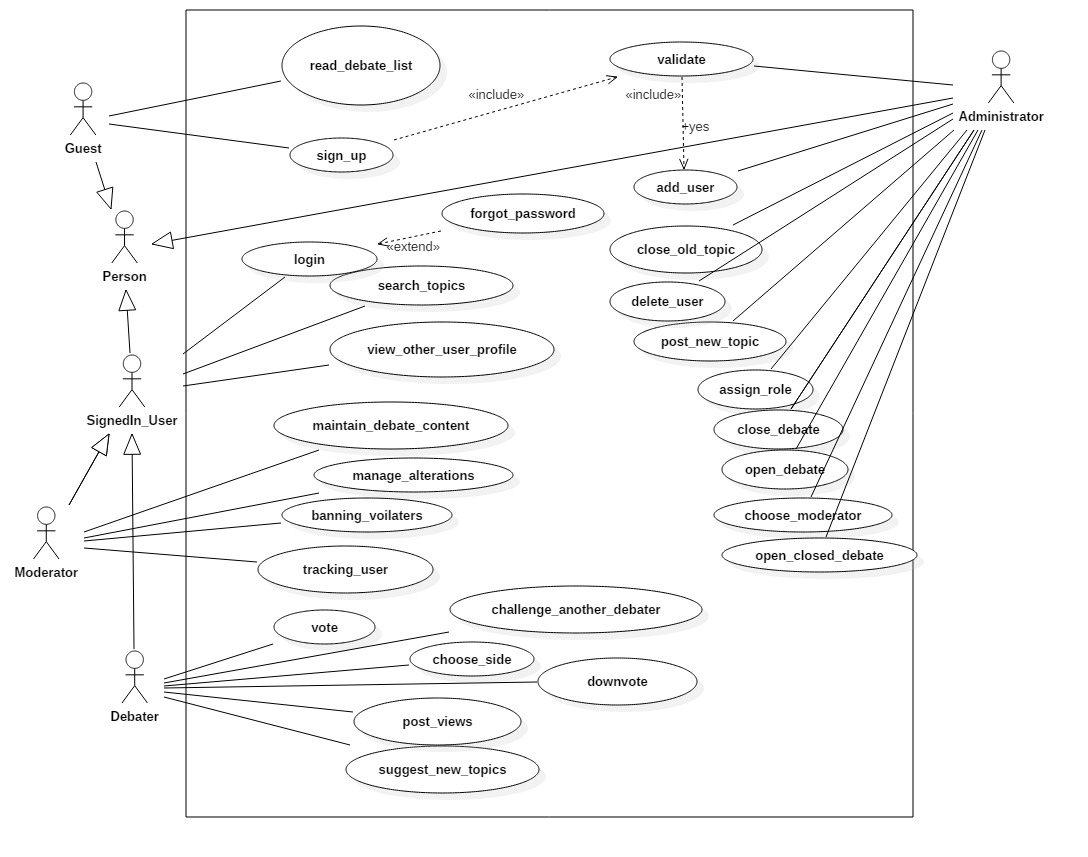 read_debate_list
validate
«include»
«include»
Administrator
+yes
Guest
sign_up
add_user
forgot_password
«extend»
close_old_topic
login
Person
search_topics
delete_user
post_new_topic
view_other_user_profile
assign_role
SignedIn_User
maintain_debate_content
close_debate
manage_alterations
open_debate
banning_voilaters
choose_moderator
open_closed_debate
Moderator
tracking_user
challenge_another_debater
vote
choose_side
downvote
Debater
post_views
suggest_new_topics